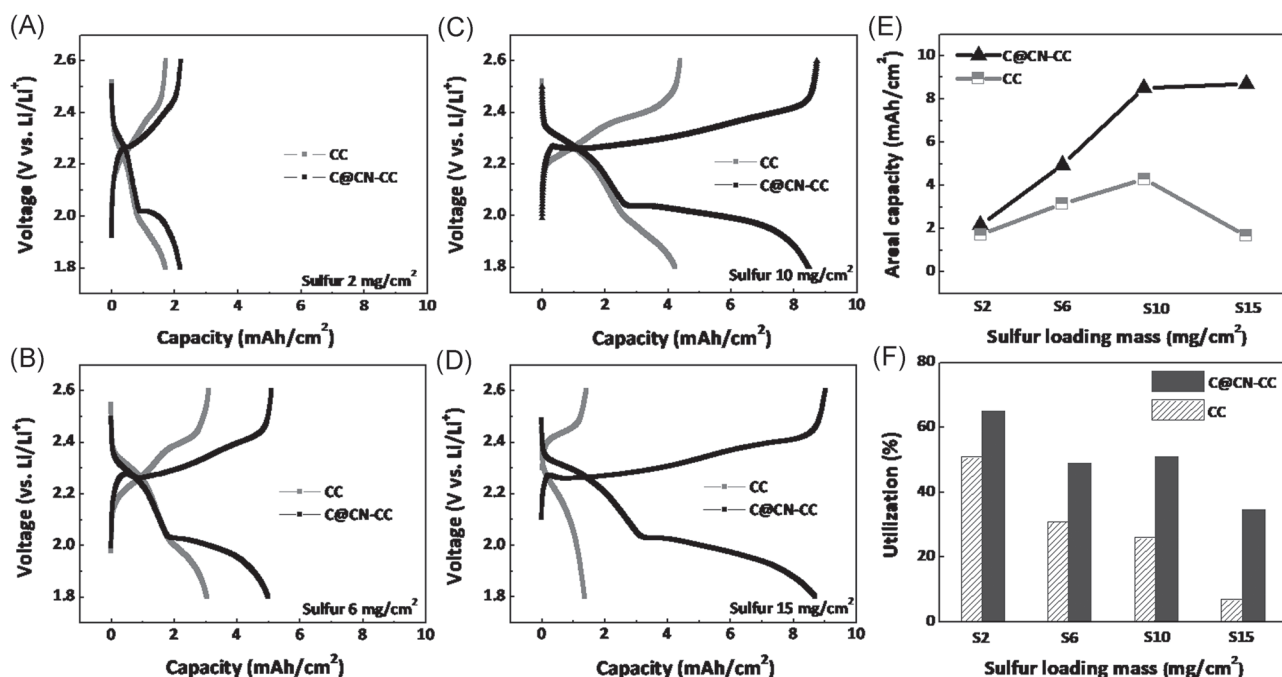 (A)
2.6
2.4
2.2
2.0
1.8
Voltage (V vs. Li/Li⁺)
CC
C@CN-CC
Sulfur 2 mg/cm²
0 2 4 6 8 10
Capacity (mAh/cm²)
(B)
2.6
2.4
2.2
2.0
1.8
Voltage (vs. Li/Li⁺)
CC
C@CN-CC
Sulfur 6 mg/cm²
0 2 4 6 8 10
Capacity (mAh/cm²)
(C)
2.6
2.4
2.2
2.0
1.8
Voltage (V vs. Li/Li⁺)
CC
C@CN-CC
Sulfur 10 mg/cm²
0 2 4 6 8 10
Capacity (mAh/cm²)
(D)
2.6
2.4
2.2
2.0
1.8
Voltage (V vs. Li/Li⁺)
CC
C@CN-CC
Sulfur 15 mg/cm²
0 2 4 6 8 10
Capacity (mAh/cm²)
(E)
10
8
6
4
2
0
Areal capacity (mAh/cm²)
C@CN-CC
CC
S2 S6 S10 S15
Sulfur loading mass (mg/cm²)
(F)
80
60
40
20
0
Utilization (%)
C@CN-CC
CC
S2 S6 S10 S15
Sulfur loading mass (mg/cm²)